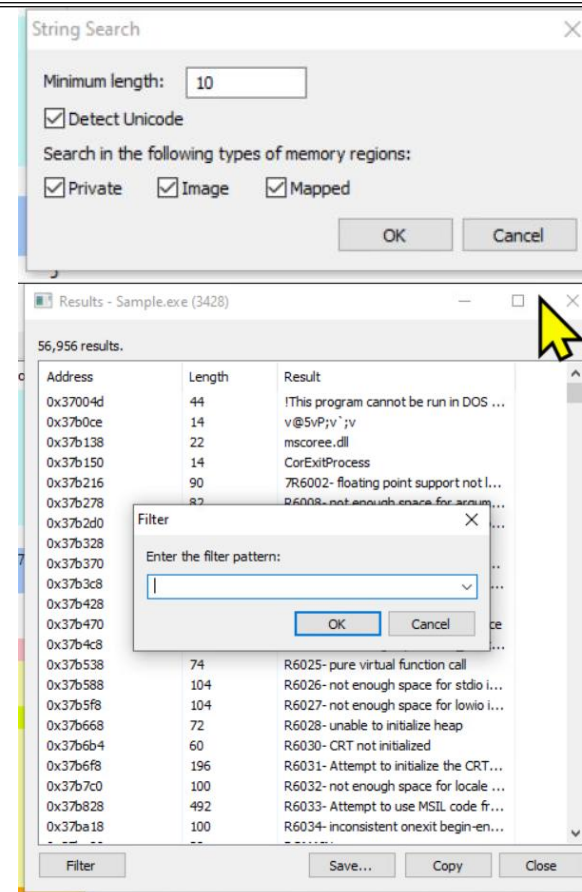 String Search
Minimum length: 10
Detect Unicode
Search in the following types of memory regions:
Private Image Mapped
OK Cancel
Results - Sample.exe (3428)
56,956 results.
Address Length Result
0x37004d 44 !This program cannot be run in DOS ...
0x37b0ce 14 v@5vP;v`;v
0x37b138 22 mscoree.dll
0x37b150 14 CorExitProcess
0x37b216 90 7R6002- floating point support not l...
0x37b278 82 R6008- not enough space for argum...
0x37b2d0
Filter
0x37b328
0x37b370
Enter the filter pattern:
0x37b3c8
0x37b428
0x37b470
OK Cancel
0x37b4c8
0x37b538 74 R6025- pure virtual function call
0x37b588 104 R6026- not enough space for stdio i...
0x37b5f8 104 R6027- not enough space for lowio i...
0x37b668 72 R6028- unable to initialize heap
0x37b6b4 60 R6030- CRT not initialized
0x37b6f8 196 R6031- Attempt to initialize the CRT...
0x37b7c0 100 R6032- not enough space for locale ...
0x37b828 492 R6033- Attempt to use MSIL code fr...
0x37ba18 100 R6034- inconsistent onexit begin-en...
Filter Save... Copy Close